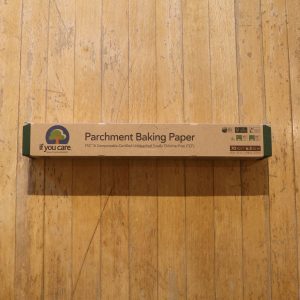 if you care
Parchment Baking Paper
FSC® & Compostable Certified Unbleached Totally Chlorine Free (TCF)